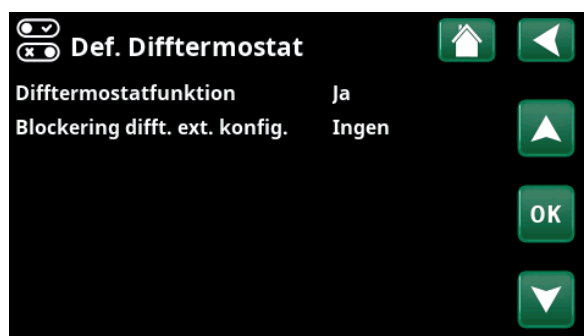 Def. Difftermostat
Difftermostatfunktion Ja
Blockering difft. ext. konfig. Ingen
OK